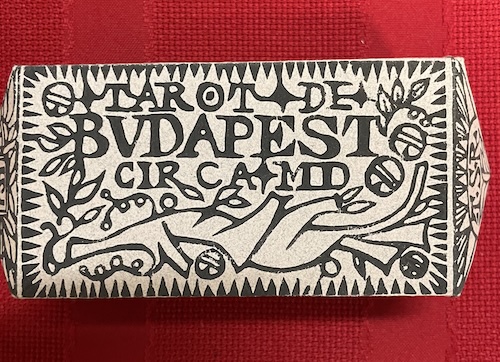 TAROT DE
BVDAPEST
CIRCA MD